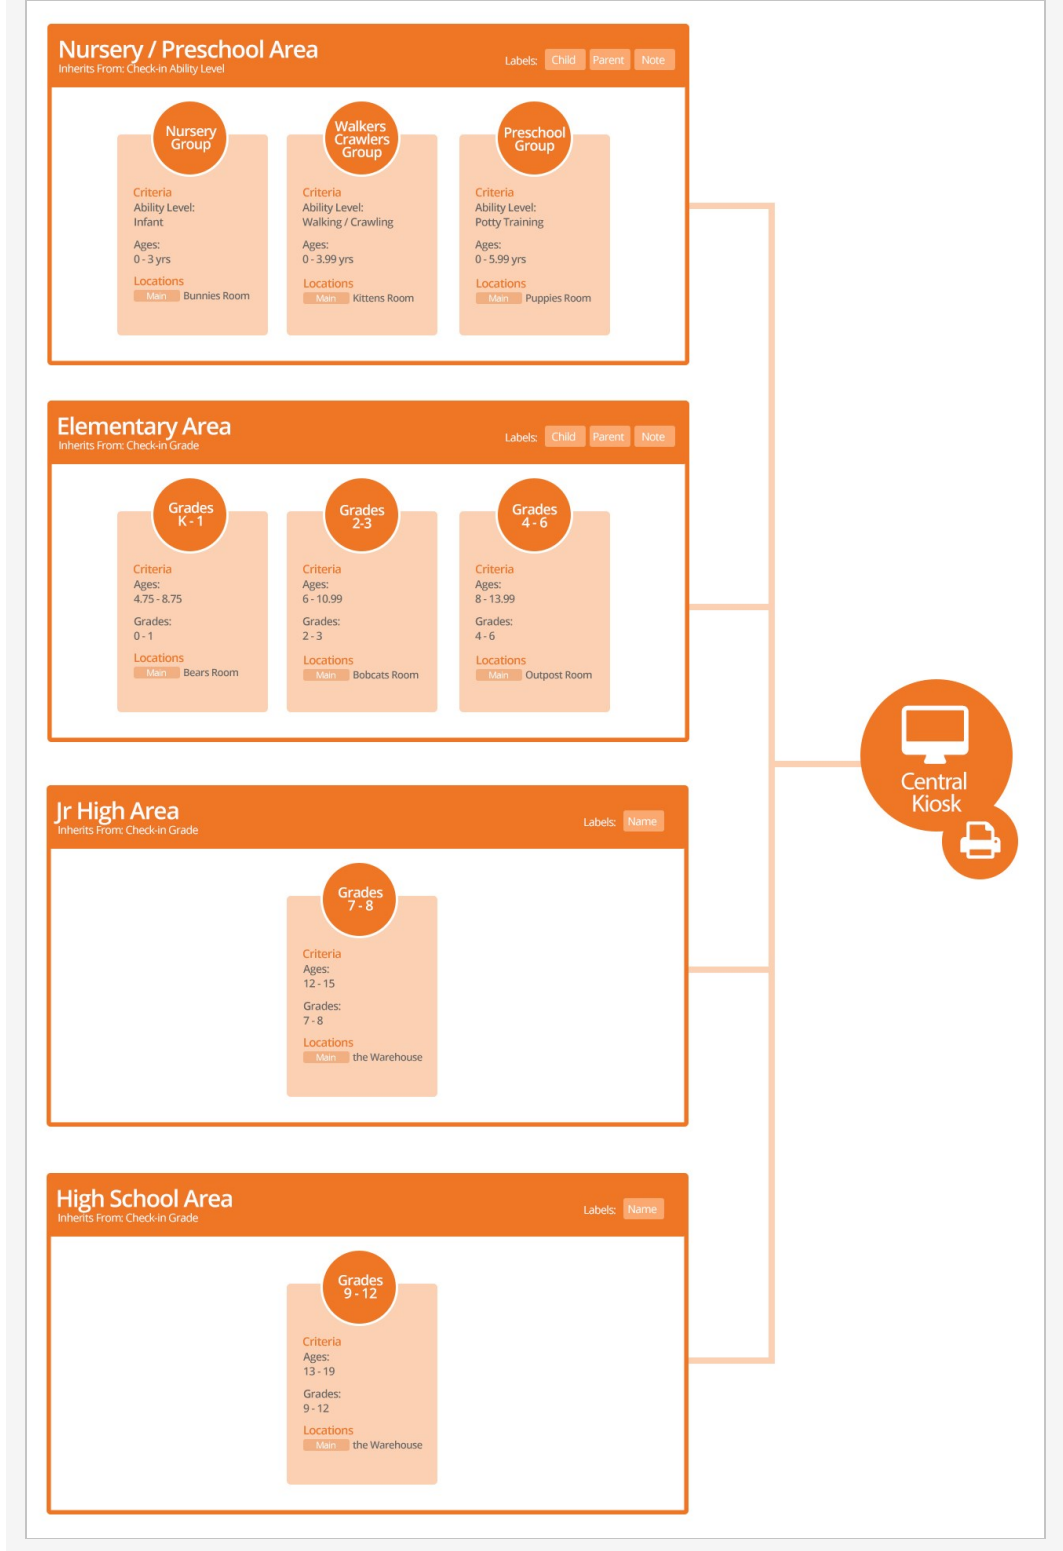 Nursery / Preschool Area
Inherits From: Check-in Ability Level
Labels: Child Parent Note
Nursery
Group
Criteria
Ability Level:
Infant
Ages:
0 - 3 yrs
Locations
Main Bunnies Room
Walkers
Crawlers
Group
Criteria
Ability Level:
Walking / Crawling
Ages:
0 - 3.99 yrs
Locations
Main Kittens Room
Preschool
Group
Criteria
Ability Level:
Potty Training
Ages:
0 - 5.99 yrs
Locations
Main Puppies Room
Elementary Area
Inherits From: Check-in Grade
Labels: Child Parent Note
Grades
K - 1
Criteria
Ages:
4.75 - 8.75
Grades:
0 - 1
Locations
Main Bears Room
Grades
2-3
Criteria
Ages:
6 - 10.99
Grades:
2 - 3
Locations
Main Bobcats Room
Grades
4 - 6
Criteria
Ages:
8 - 13.99
Grades:
4 - 6
Locations
Main Outpost Room
Jr High Area
Inherits From: Check-in Grade
Labels: Name
Grades
7 - 8
Criteria
Ages:
12 - 15
Grades:
7 - 8
Locations
Main the Warehouse
High School Area
Inherits From: Check-in Grade
Labels: Name
Grades
9 - 12
Criteria
Ages:
13 - 19
Grades:
9 - 12
Locations
Main the Warehouse
Central
Kiosk